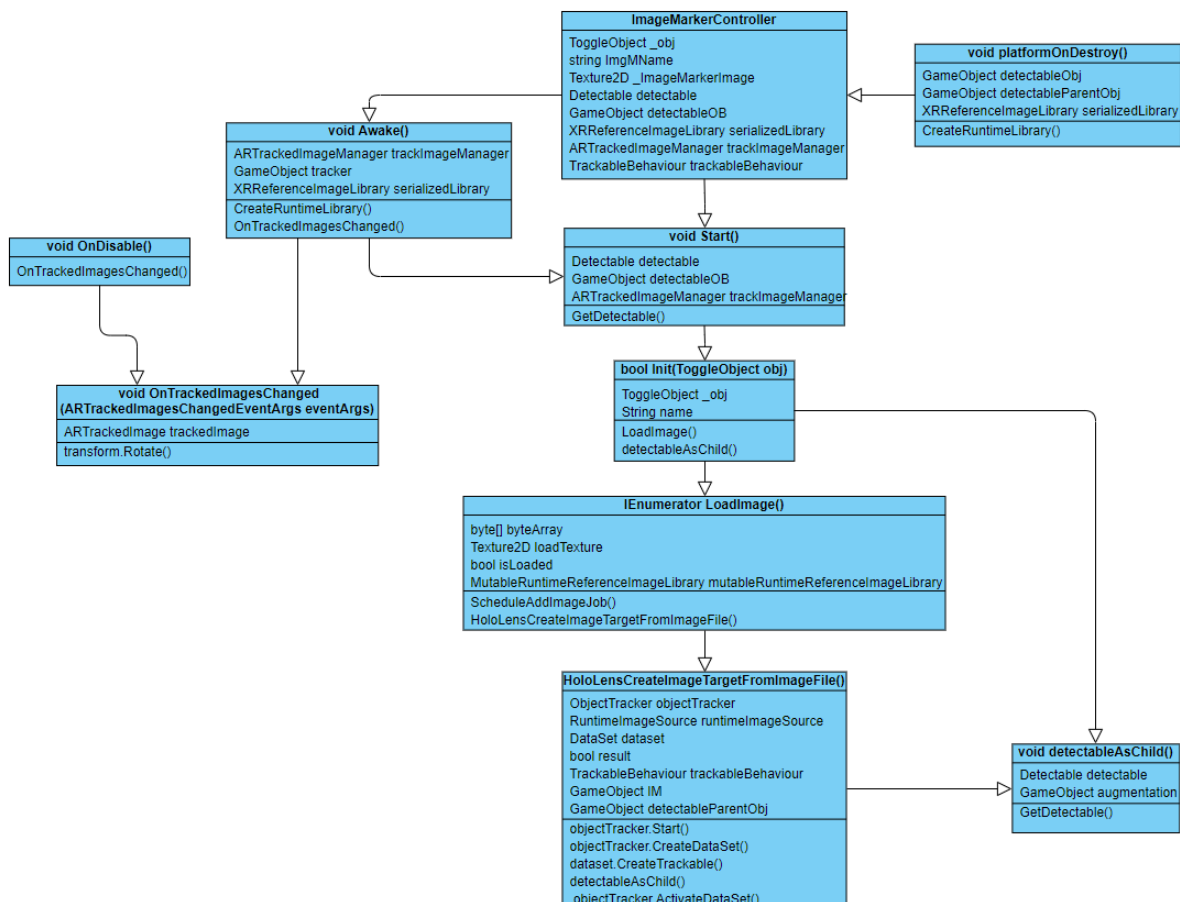 ImageMarkerController
ToggleObject _obj
string ImgMName
Texture2D _ImageMarkerImage
Detectable detectable
GameObject detectableOB
XRReferenceImageLibrary serializedLibrary
ARTrackedImageManager trackImageManager
TrackableBehaviour trackableBehaviour
void platformOnDestroy()
GameObject detectableObj
GameObject detectableParentObj
XRReferenceImageLibrary serializedLibrary
CreateRuntimeLibrary()
void Awake()
ARTrackedImageManager trackImageManager
GameObject tracker
XRReferenceImageLibrary serializedLibrary
CreateRuntimeLibrary()
OnTrackedImagesChanged()
void OnDisable()
OnTrackedImagesChanged()
void Start()
Detectable detectable
GameObject detectableOB
ARTrackedImageManager trackImageManager
GetDetectable()
void OnTrackedImagesChanged
(ARTrackedImagesChangedEventArgs eventArgs)
ARTrackedImage trackedImage
transform.Rotate()
bool Init(ToggleObject obj)
ToggleObject _obj
String name
LoadImage()
detectableAsChild()
IEnumerator LoadImage()
byte[] byteArray
Texture2D loadTexture
bool isLoaded
MutableRuntimeReferenceImageLibrary mutableRuntimeReferenceImageLibrary
ScheduleAddImageJob()
HoloLensCreateImageTargetFromImageFile()
HoloLensCreateImageTargetFromImageFile()
ObjectTracker objectTracker
RuntimeImageSource runtimeImageSource
DataSet dataset
bool result
TrackableBehaviour trackableBehaviour
GameObject IM
GameObject detectableParentObj
objectTracker.Start()
objectTracker.CreateDataSet()
dataset.CreateTrackable()
detectableAsChild()
objectTracker.ActivateDataSet()
void detectableAsChild()
Detectable detectable
GameObject augmentation
GetDetectable()